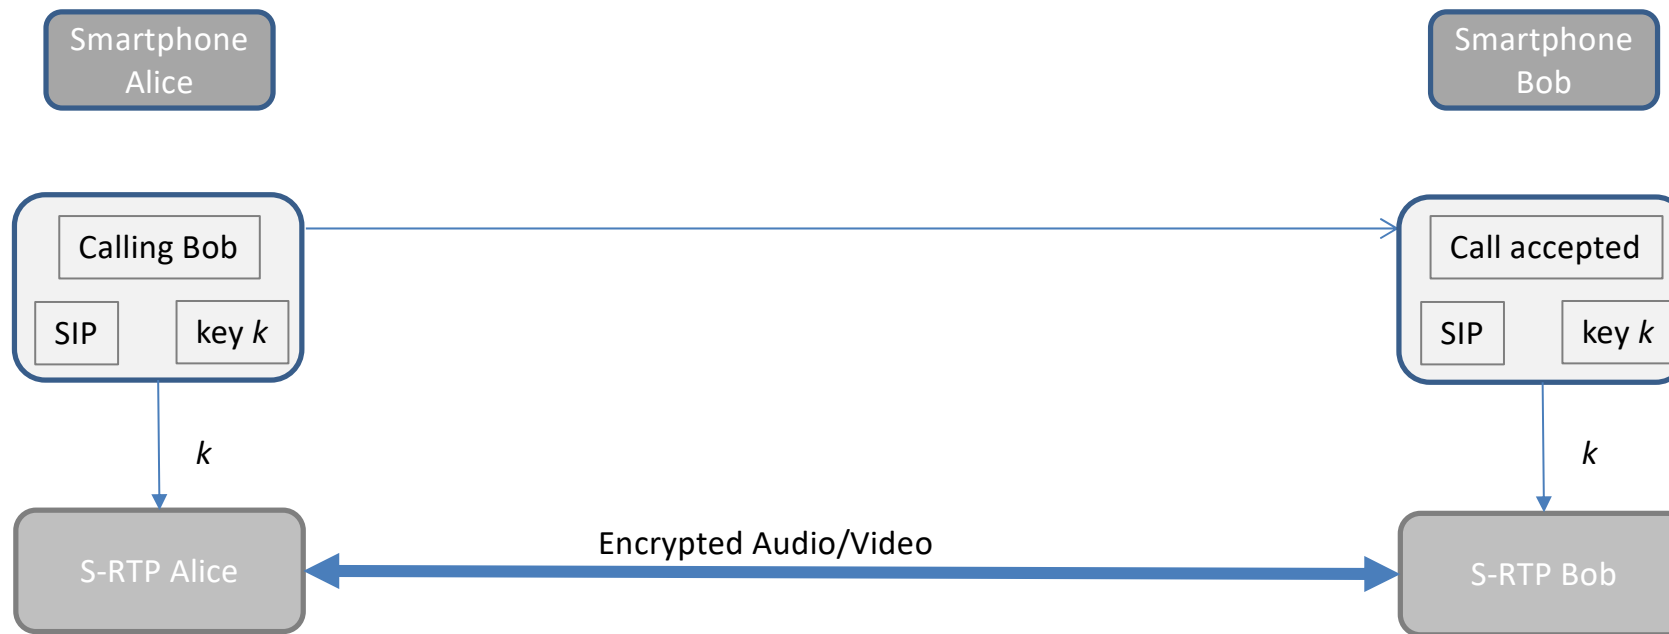 Smartphone
Alice
Smartphone
Bob
Calling Bob
Call accepted
SIP
key k
SIP
key k
k
k
Encrypted Audio/Video
S-RTP Alice
S-RTP Bob